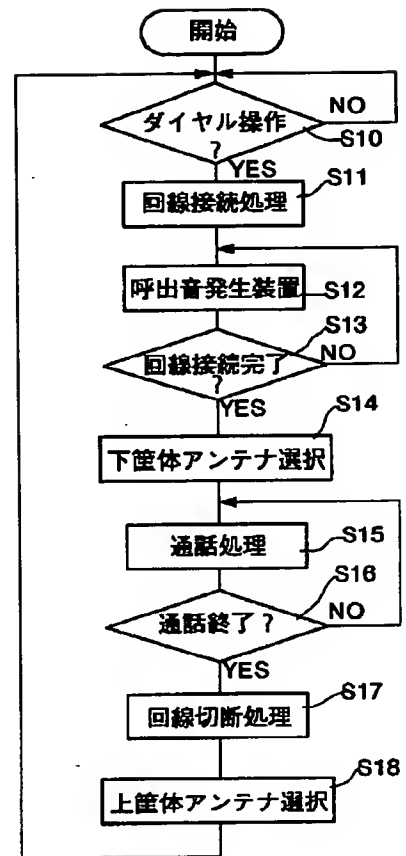 開始
NO
ダイヤル操作
?
S10
YES
S11
回線接続処理
呼出音発生装置
S12
S13
回線接続完了
?
NO
YES
S14
下筐体アンテナ選択
通話処理
S15
S16
通話終了?
NO
YES
S17
回線切断処理
S18
上筐体アンテナ選択